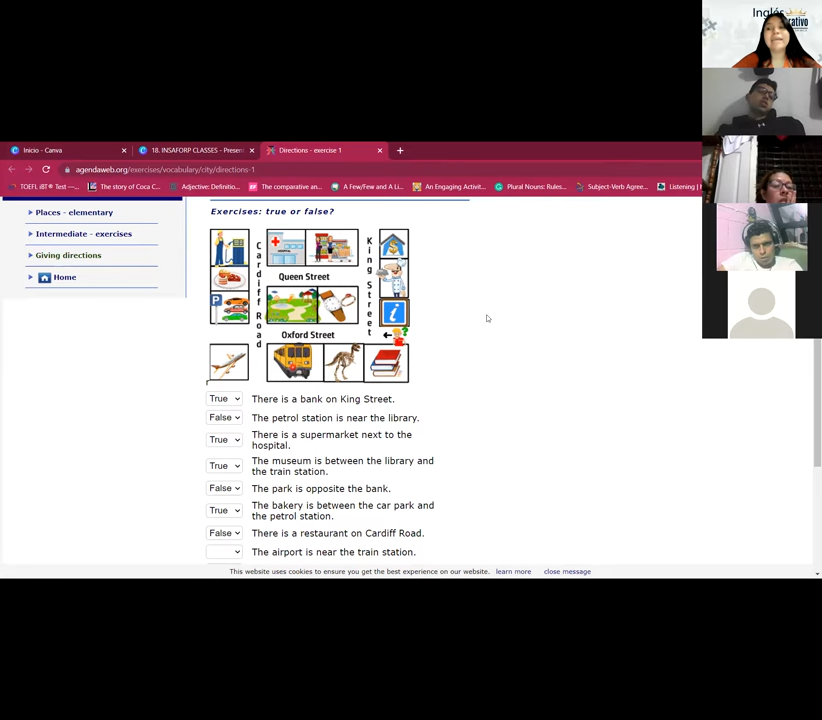 Inglés
rativo
Inicio - Canva
18. INSAFORP CLASSES - Present
Directions - exercise 1
agendaweb.org/exercises/vocabulary/city/directions-1
TOEFL iBT® Test —...
The story of Coca C...
Adjective: Definitio...
The comparative an...
A Few/Few and A Li...
An Engaging Activit...
Plural Nouns: Rules...
Subject-Verb Agree...
Listening |
Places - elementary
Intermediate - exercises
Giving directions
Home
Exercises: true or false?
Cardiff Road
King Street
Queen Street
P
i
Oxford Street
True There is a bank on King Street.
False The petrol station is near the library.
True There is a supermarket next to the
hospital.
True The museum is between the library and
the train station.
False The park is opposite the bank.
True The bakery is between the car park and
the petrol station.
False There is a restaurant on Cardiff Road.
The airport is near the train station.
This website uses cookies to ensure you get the best experience on our website. learn more close message